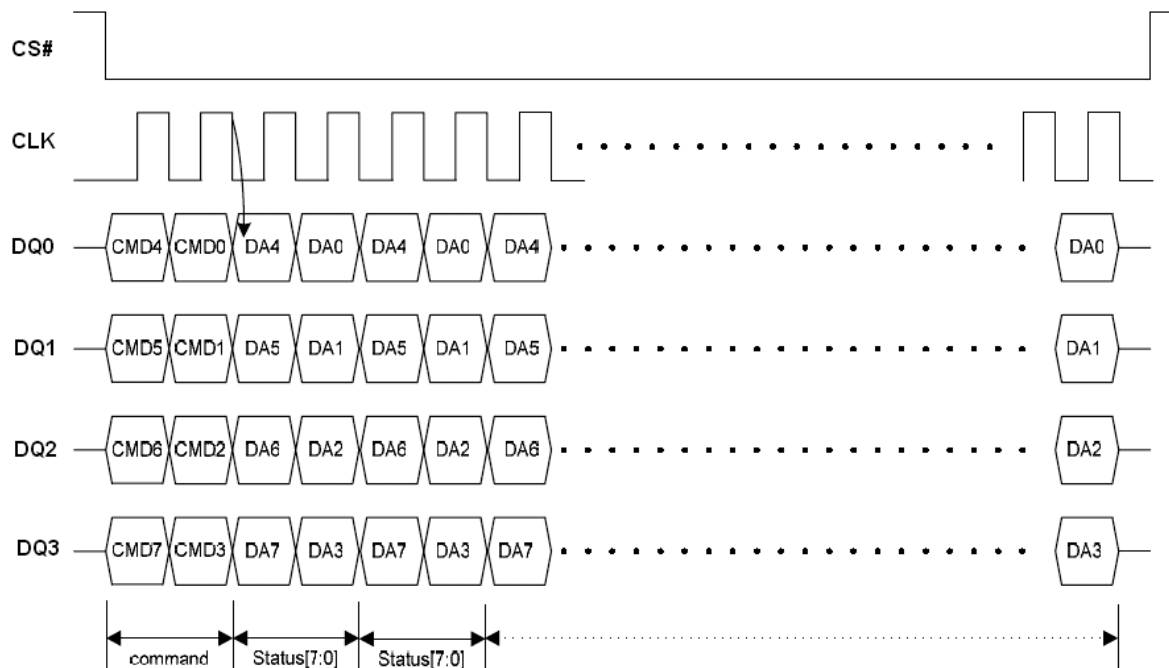 CS#
CLK
DQ0 CMD4 CMD0 DA4 DA0 DA4 DA0 DA4 DA0
DQ1 CMD5 CMD1 DA5 DA1 DA5 DA1 DA5 DA1
DQ2 CMD6 CMD2 DA6 DA2 DA6 DA2 DA6 DA2
DQ3 CMD7 CMD3 DA7 DA3 DA7 DA3 DA7 DA3
command Status[7:0] Status[7:0]